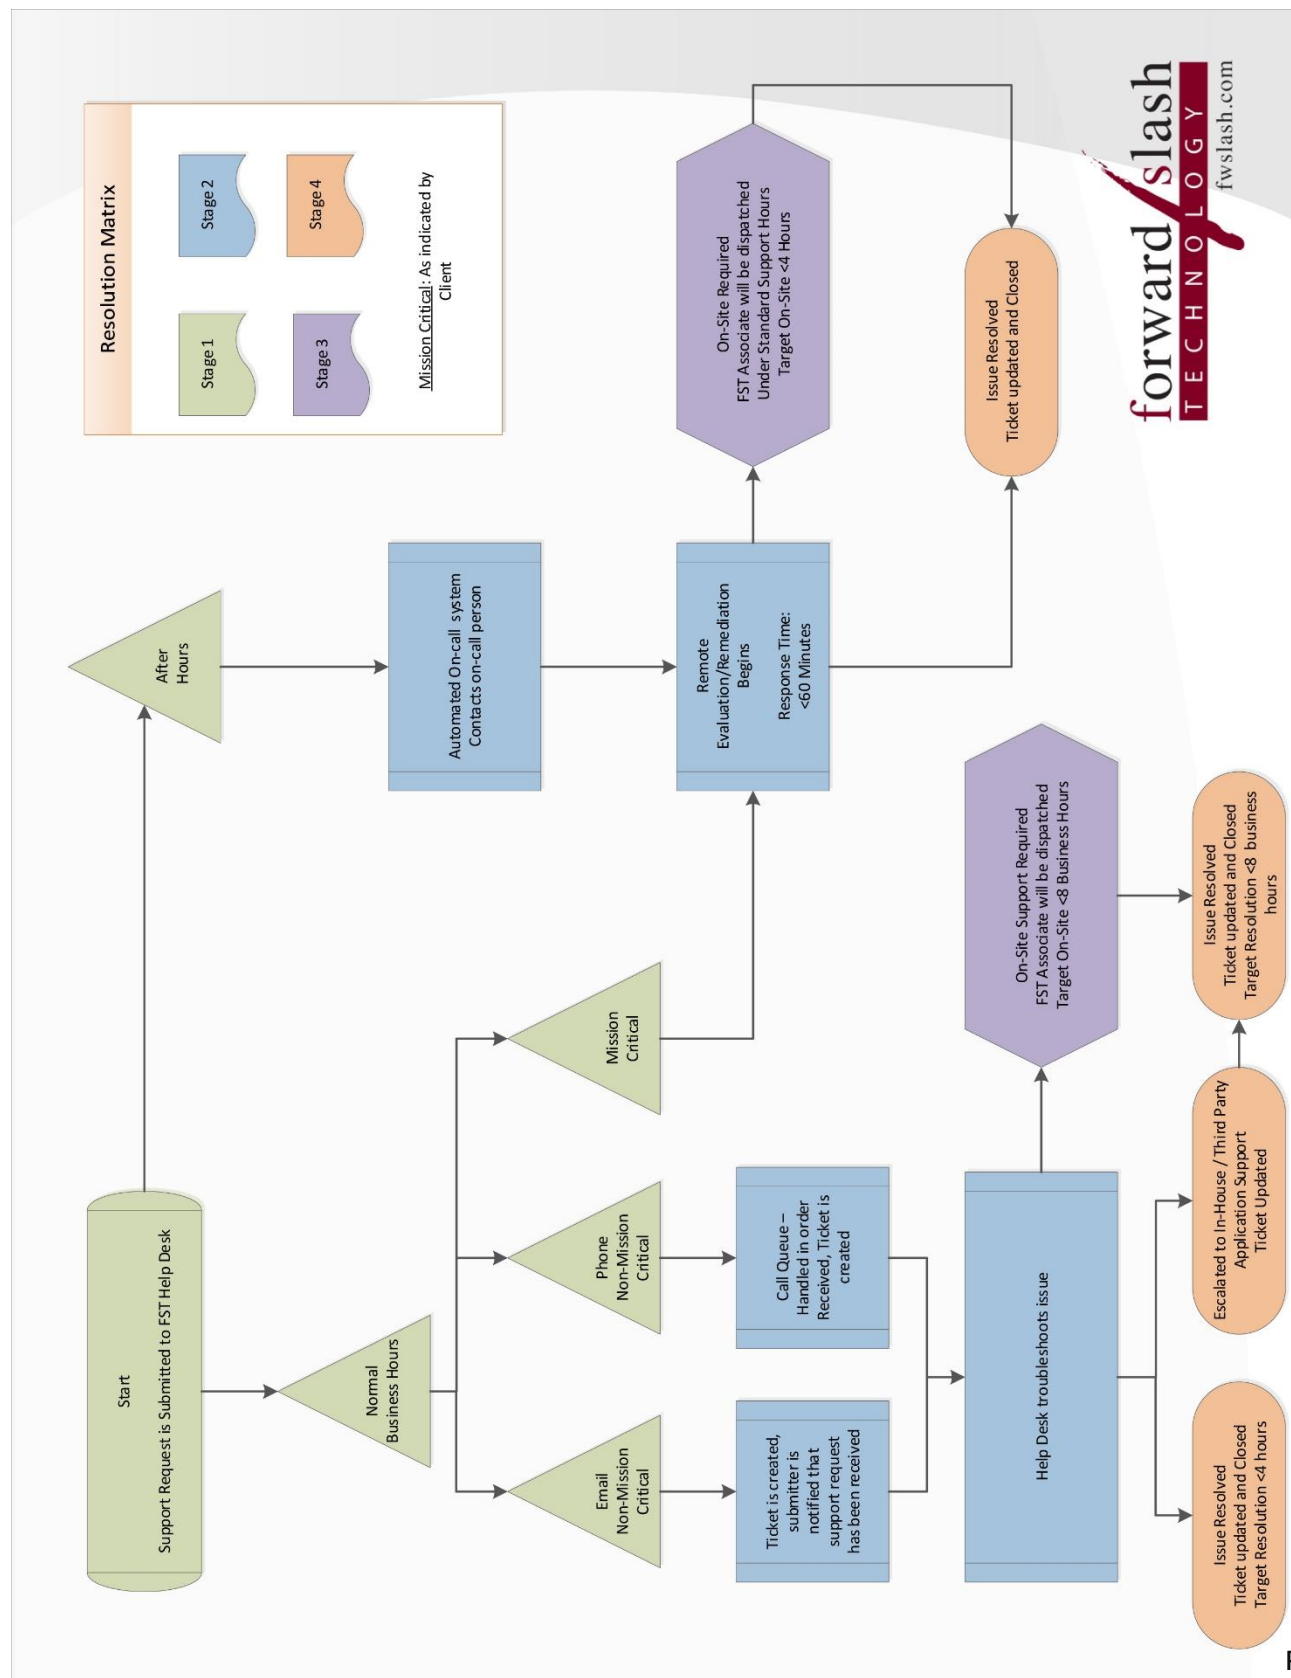 Start
Support Request is Submitted to FST Help Desk
After
Hours
Resolution Matrix
Stage 1
Stage 2
Stage 3
Stage 4
Mission Critical: As indicated by
Client
Normal
Business Hours
Email
Non-Mission
Critical
Phone
Non-Mission
Critical
Mission
Critical
Automated On-call system
Contacts on-call person
Ticket is created,
submitter is
notified that
support request
has been received
Call Queue –
Handled in order
Received, Ticket is
created
Remote
Evaluation/Remediation
Begins
Response Time:
<60 Minutes
On-Site Required
FST Associate will be dispatched
Under Standard Support Hours
Target On-Site <4 Hours
Help Desk troubleshoots issue
On-Site Support Required
FST Associate will be dispatched
Target On-Site <8 Business Hours
Issue Resolved
Ticket updated and Closed
Issue Resolved
Ticket updated and Closed
Target Resolution <4 hours
Escalated to In-House / Third Party
Application Support
Ticket Updated
Issue Resolved
Ticket updated and Closed
Target Resolution <8 business
hours
forward slash
TECHNOLOGY
fwslash.com